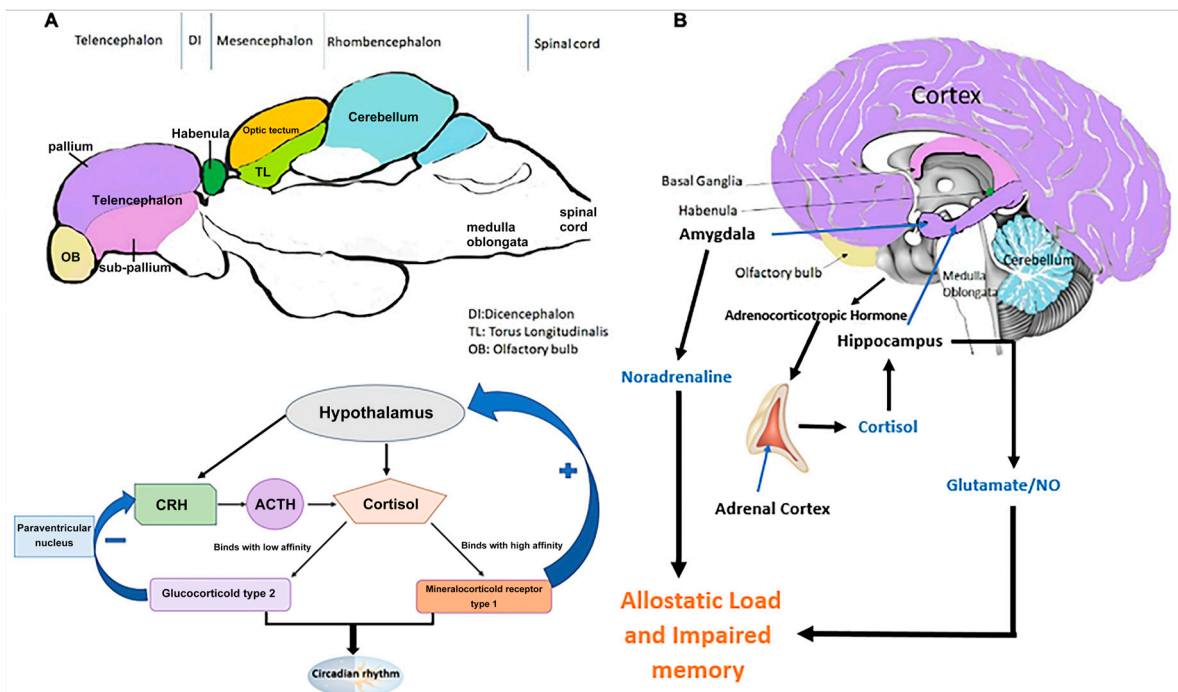 A
Telencephalon
DI
Mesencephalon
Rhombencephalon
Spinal cord
pallium
Habenula
Optic tectum
Cerebellum
TL
Telencephalon
OB
sub-pallium
medulla
oblongata
spinal
cord
DI:Dicencephalon
TL: Torus Longitudinalis
OB: Olfactory bulb
Hypothalamus
CRH
ACTH
Cortisol
+
Paraventricular
nucleus
−
Binds with low affinity
Binds with high affinity
Glucocorticold type 2
Mineralocorticold receptor
type 1
Circadian rhythm
B
Cortex
Basal Ganglia
Habenula
Amygdala
Olfactory bulb
Cerebellum
Medulla
Oblongata
Adrenocorticotropic Hormone
Hippocampus
Noradrenaline
Cortisol
Adrenal Cortex
Glutamate/NO
Allostatic Load
and Impaired
memory